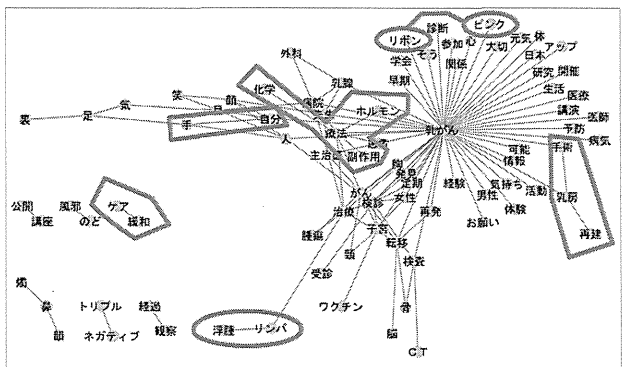 診断
ピンク
リボン
そう
参加
心
大切
元気
体
外科
学会
関係
日本
アップ
早期
研究
開催
化学
乳腺
生活
笑
顔
病院
ホルモン
医療
気
講演
裏
足
手
自分
乳がん
医師
人
療法
予防
病気
主治医
副作用
可能
手術
胸
情報
発見
定期
経験
気持ち
がん
検診
女性
男性
活動
乳房
公開
風邪
ケア
治療
再発
体験
講座
のど
緩和
お願い
子宮
腫瘍
転移
再建
頸
検査
受診
鼻
トリプル
経過
ワクチン
骨
顔
ネガティブ
観察
浮腫
リンパ
脳
CT